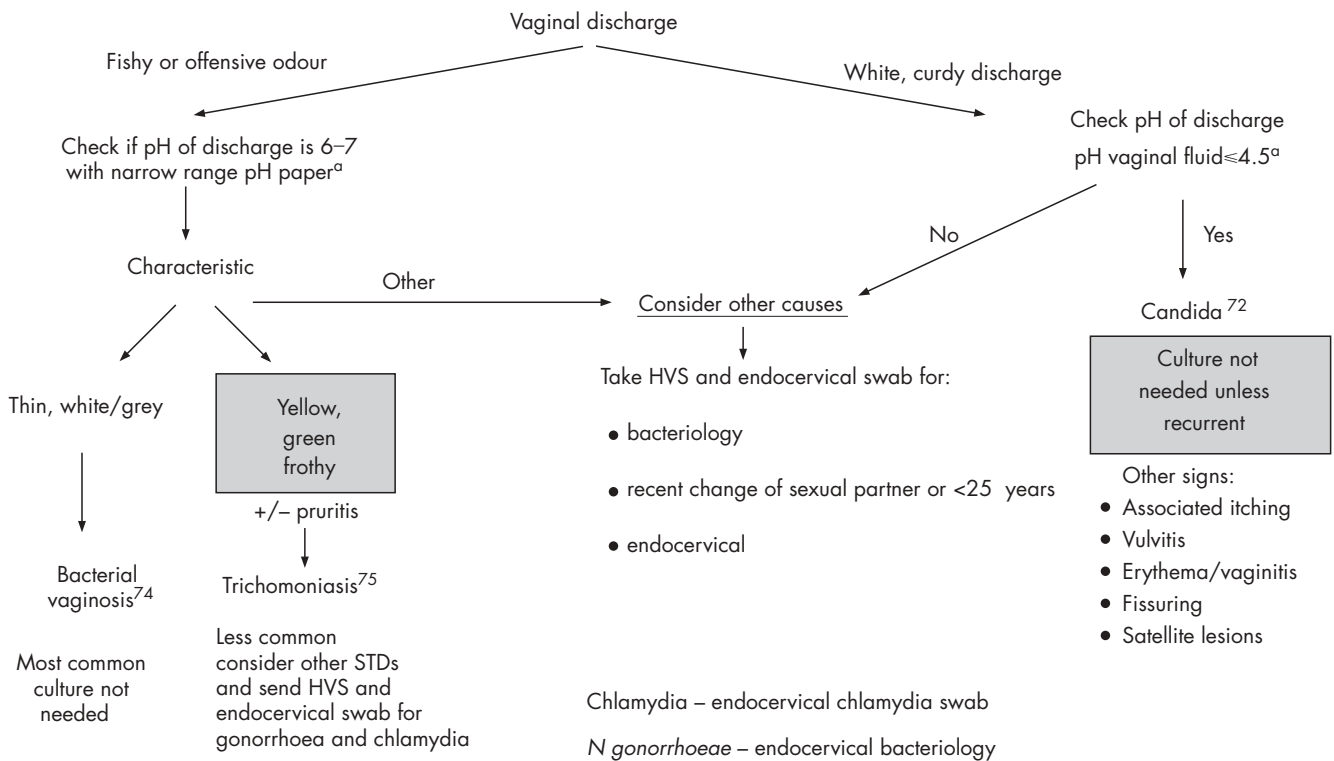 Vaginal discharge
Fishy or offensive odour
White, curdy discharge
Check if pH of discharge is 6–7
with narrow range pH paperᵃ
Check pH of discharge
pH vaginal fluid⩽4.5ᵃ
No
Yes
Characteristic
Other
Consider other causes
Candida ⁷²
Culture not
needed unless
recurrent
Thin, white/grey
Yellow,
green
frothy
+/– pruritis
Take HVS and endocervical swab for:
● bacteriology
● recent change of sexual partner or <25 years
● endocervical
Other signs:
● Associated itching
● Vulvitis
● Erythema/vaginitis
● Fissuring
● Satellite lesions
Bacterial
vaginosis⁷⁴
Trichomoniasis⁷⁵
Most common
culture not
needed
Less common
consider other STDs
and send HVS and
endocervical swab for
gonorrhoea and chlamydia
Chlamydia – endocervical chlamydia swab
N gonorrhoeae – endocervical bacteriology